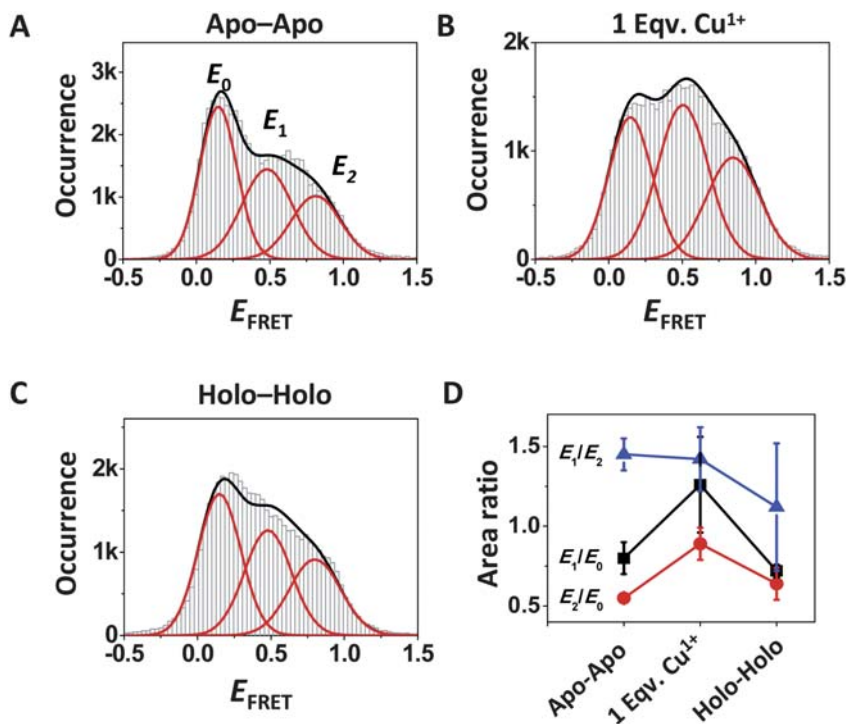 A
Apo–Apo
3k
2k
1k
0
-0.5 0.0 0.5 1.0 1.5
Occurrence
E₀
E₁
E₂
E_FRET
B
1 Eqv. Cu¹⁺
2k
1k
0
-0.5 0.0 0.5 1.0 1.5
Occurrence
E_FRET
C
Holo–Holo
2k
1k
0
-0.5 0.0 0.5 1.0 1.5
Occurrence
E_FRET
D
1.5
1.0
0.5
Area ratio
E₁/E₂
E₁/E₀
E₂/E₀
Apo-Apo
1 Eqv. Cu¹⁺
Holo-Holo